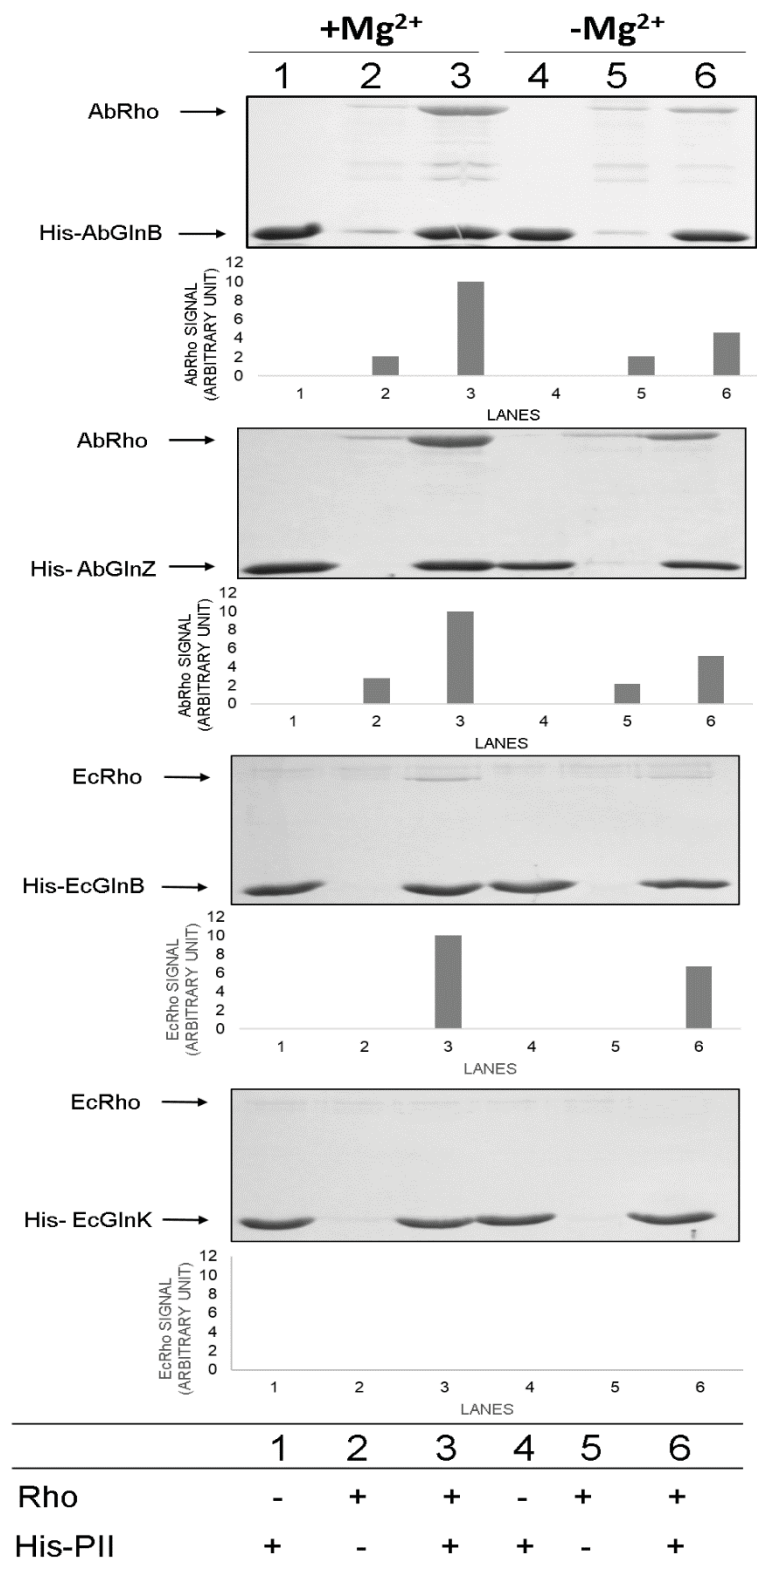 +Mg2+ -Mg2+
1 2 3 4 5 6
AbRho
His-AbGlnB
AbRho SIGNAL
(ARBITRARY UNIT)
12
10
8
6
4
2
0
1 2 3 4 5 6
LANES
AbRho
His- AbGlnZ
AbRho SIGNAL
(ARBITRARY UNIT)
12
10
8
6
4
2
0
1 2 3 4 5 6
LANES
EcRho
His-EcGlnB
EcRho SIGNAL
(ARBITRARY UNIT)
12
10
8
6
4
2
0
1 2 3 4 5 6
LANES
EcRho
His- EcGlnK
EcRho SIGNAL
(ARBITRARY UNIT)
12
10
8
6
4
2
0
1 2 3 4 5 6
LANES
1 2 3 4 5 6
Rho - + + - + +
His-PII + - + + - +